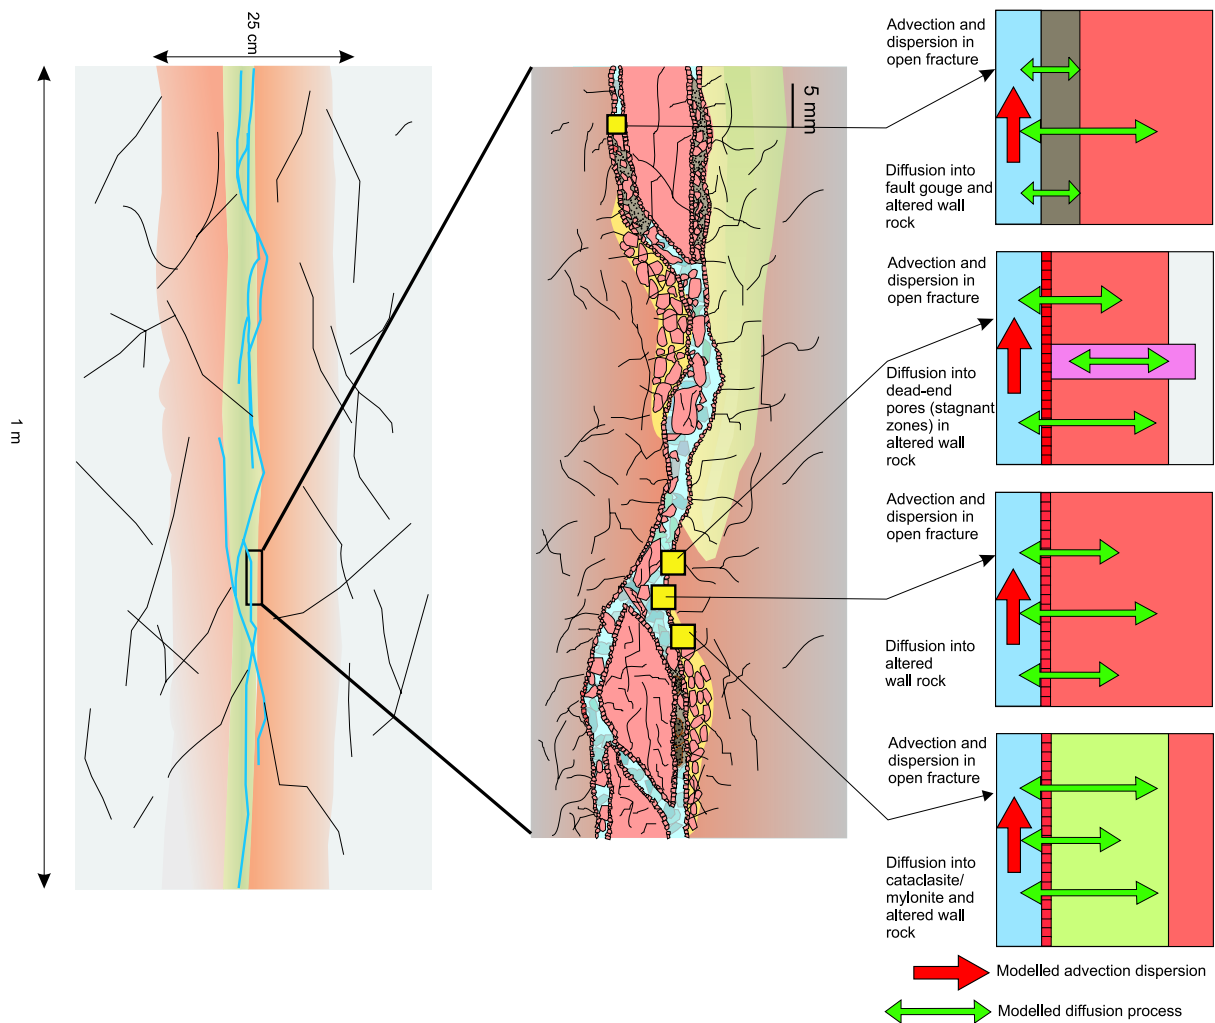 25 cm
1 m
5 mm
Advection and
dispersion in
open fracture
Diffusion into
fault gouge and
altered wall
rock
Advection and
dispersion in
open fracture
Diffusion into
dead-end
pores (stagnant
zones) in
altered wall
rock
Advection and
dispersion in
open fracture
Diffusion into
altered
wall rock
Advection and
dispersion in
open fracture
Diffusion into
cataclasite/
mylonite and
altered wall
rock
Modelled advection dispersion
Modelled diffusion process